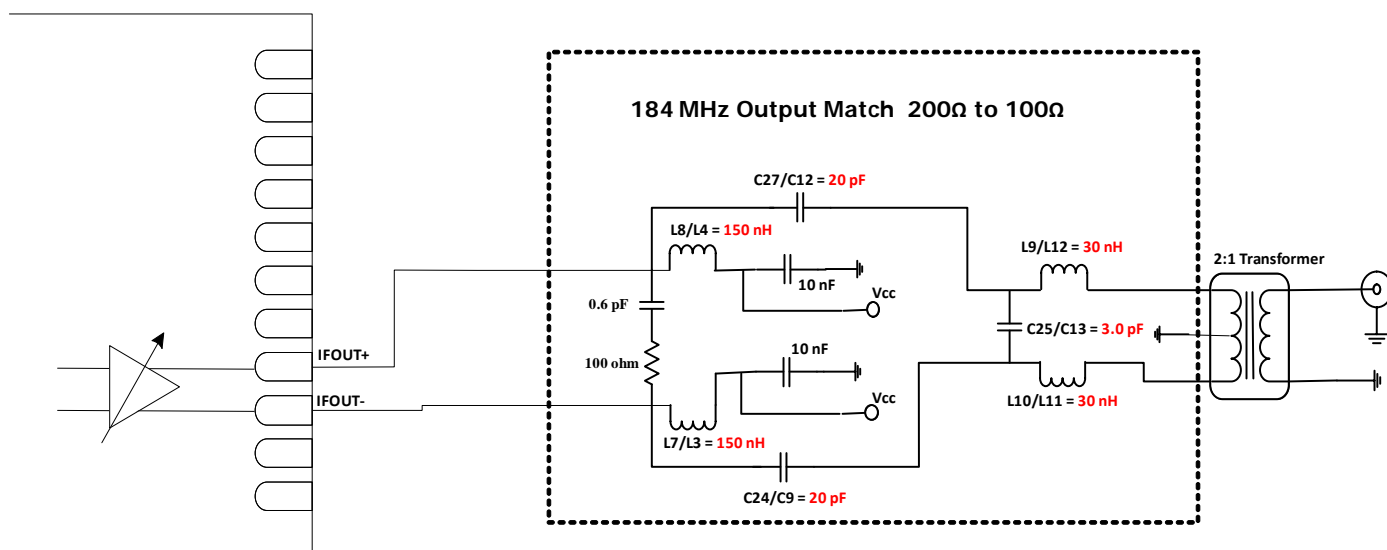 184 MHz Output Match 200Ω to 100Ω
C27/C12 = 20 pF
L8/L4 = 150 nH
L9/L12 = 30 nH
2:1 Transformer
10 nF
Vcc
0.6 pF
C25/C13 = 3.0 pF
10 nF
IFOUT+
100 ohm
Vcc
IFOUT-
L10/L11 = 30 nH
L7/L3 = 150 nH
C24/C9 = 20 pF